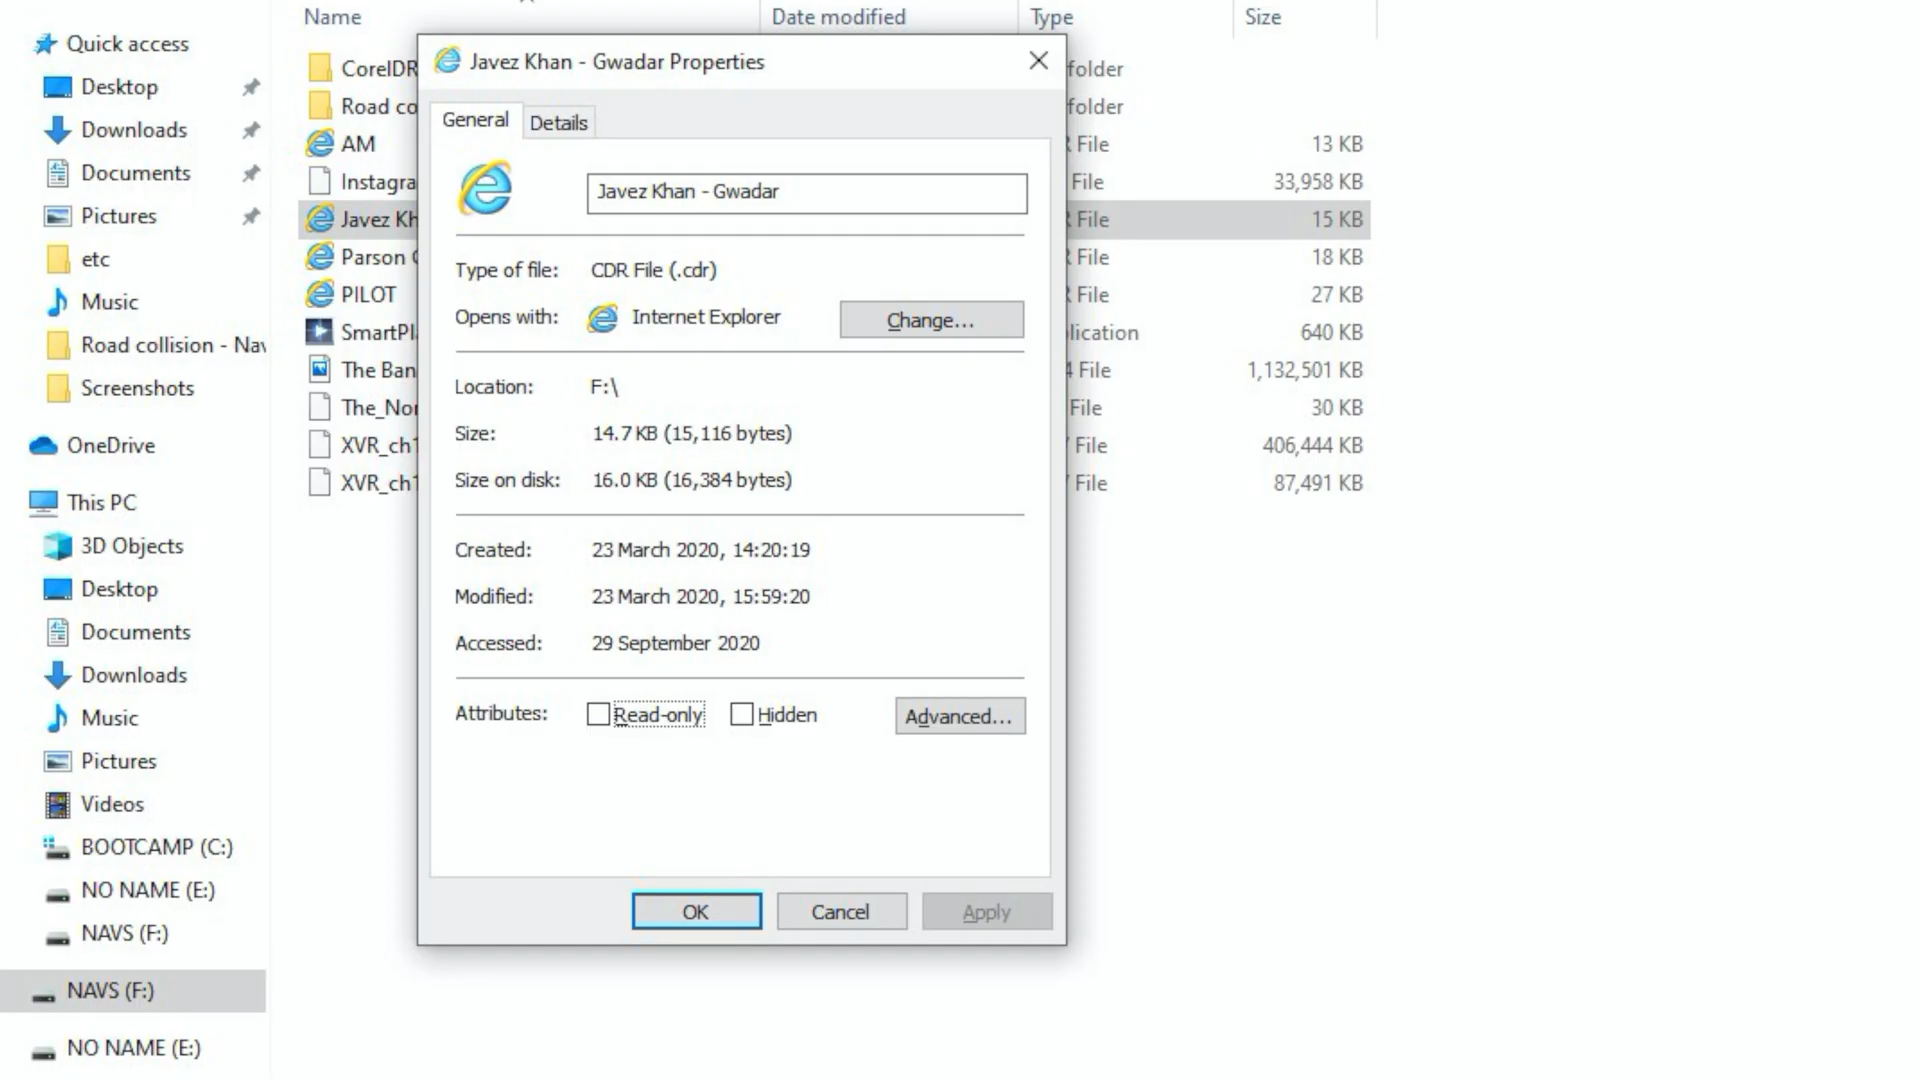 Name
Date modified
Type
Size
Quick access
Desktop
Downloads
Documents
Pictures
etc
Music
Road collision - Nav
Screenshots
OneDrive
This PC
3D Objects
Desktop
Documents
Downloads
Music
Pictures
Videos
BOOTCAMP (C:)
NO NAME (E:)
NAVS (F:)
NAVS (F:)
NO NAME (E:)
CorelDR
folder
Road co
folder
AM
File
13 KB
Instagra
File
33,958 KB
Javez Kh
File
15 KB
Parson
File
18 KB
PILOT
File
27 KB
SmartPl
lication
640 KB
The Ban
4 File
1,132,501 KB
The_Nor
File
30 KB
XVR_ch1
File
406,444 KB
XVR_ch1
File
87,491 KB
Javez Khan - Gwadar Properties
General
Details
Javez Khan - Gwadar
Type of file: CDR File (.cdr)
Opens with: Internet Explorer
Change...
Location: F:\
Size: 14.7 KB (15,116 bytes)
Size on disk: 16.0 KB (16,384 bytes)
Created: 23 March 2020, 14:20:19
Modified: 23 March 2020, 15:59:20
Accessed: 29 September 2020
Attributes: Read-only Hidden Advanced...
OK
Cancel
Apply